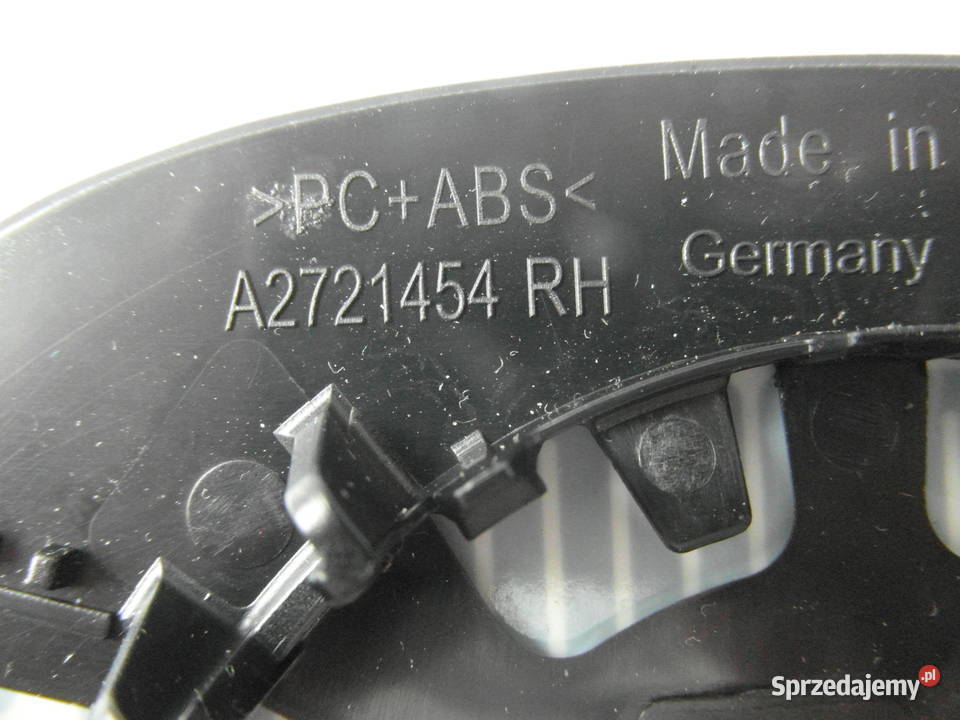 >PC+ABS<
A2721454 RH
Made in
Germany
Sprzedajemy.pl